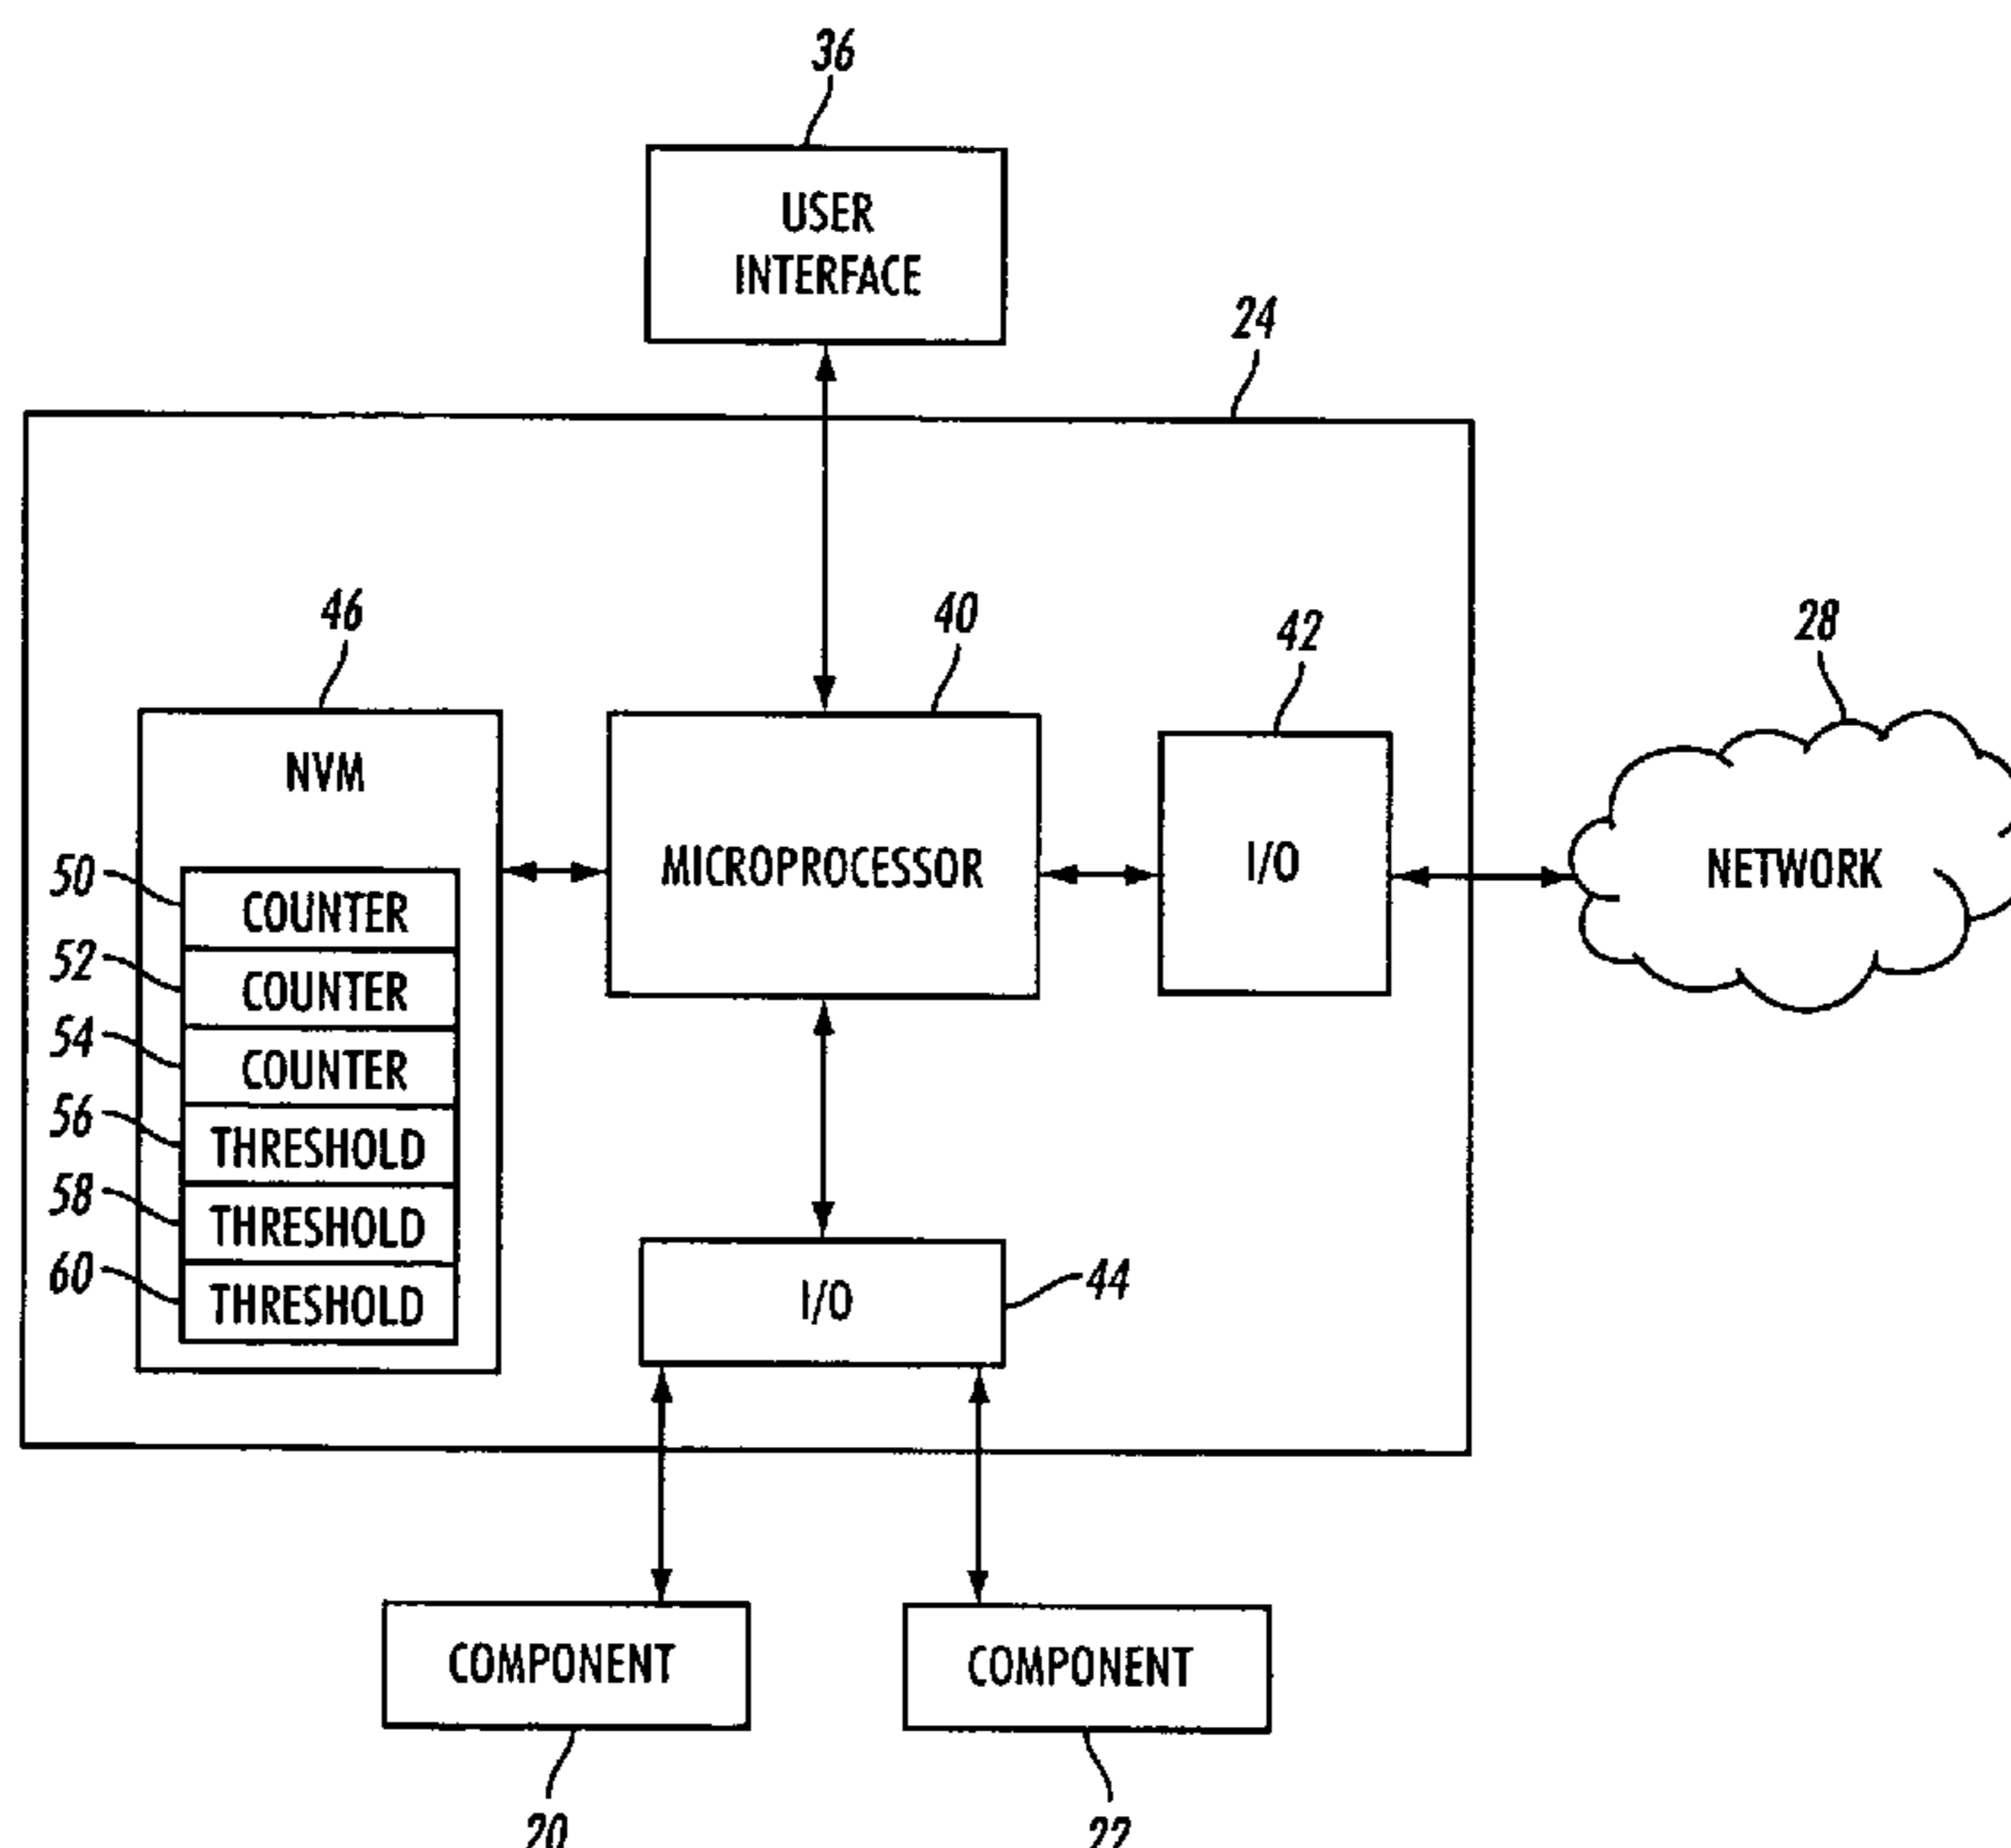 36
USER
INTERFACE
24
46
40
42
28
NVM
MICROPROCESSOR
I/O
NETWORK
50
COUNTER
52
COUNTER
54
COUNTER
56
THRESHOLD
58
THRESHOLD
60
THRESHOLD
I/O
44
COMPONENT
COMPONENT
20
22